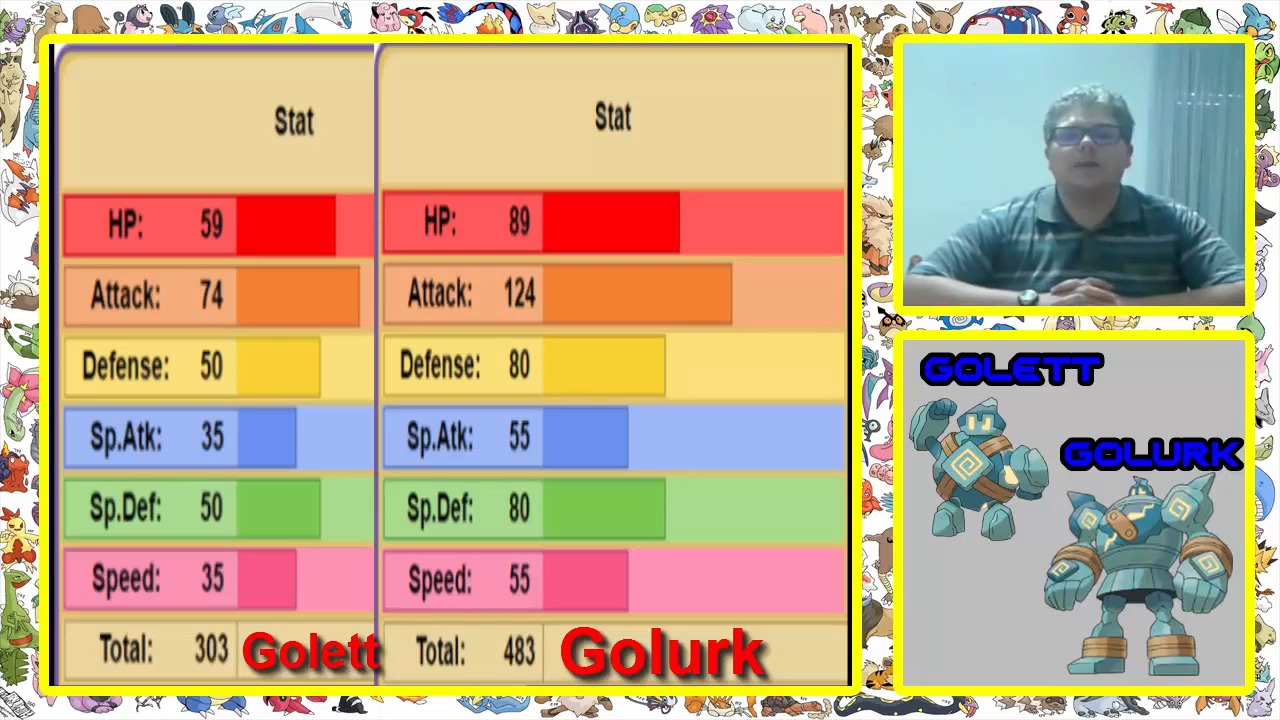 Stat
HP: 59
Attack: 74
Defense: 50
Sp.Atk: 35
Sp.Def: 50
Speed: 35
Total: 303
Golett
Stat
HP: 89
Attack: 124
Defense: 80
Sp.Atk: 55
Sp.Def: 80
Speed: 55
Total: 483
Golurk
GOLETT
GOLURK